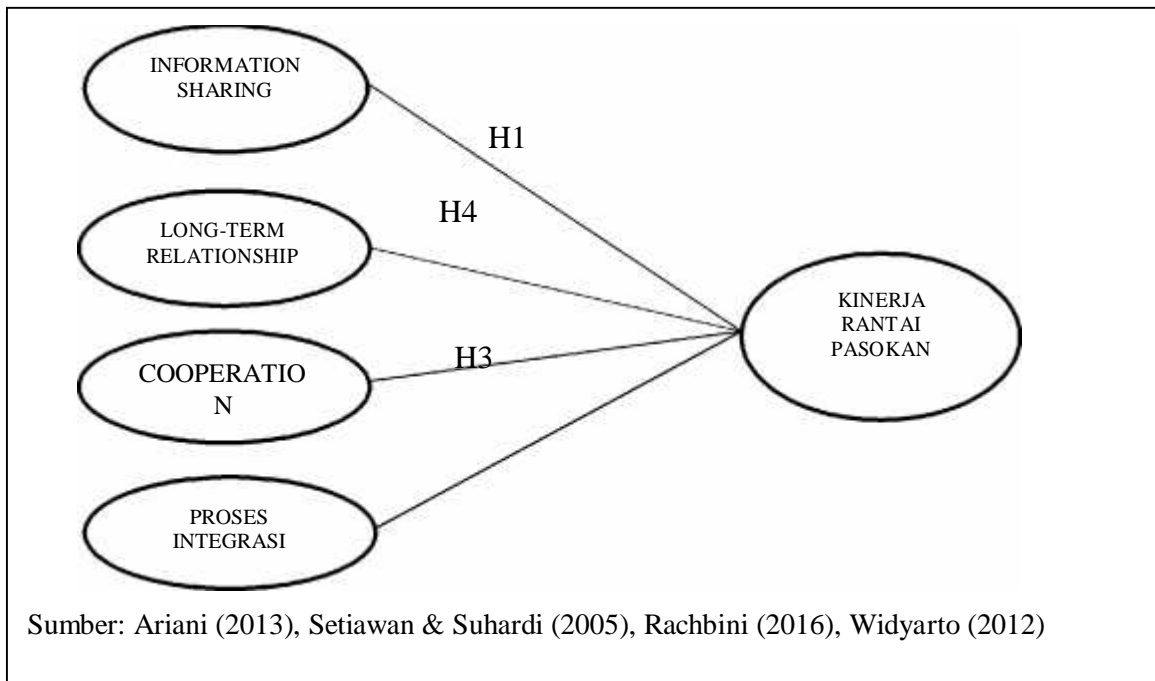 INFORMATION
SHARING
H1
H4
LONG-TERM
RELATIONSHIP
KINERJA
RANTAI
PASOKAN
H3
COOPERATIO
N
PROSES
INTEGRASI
Sumber: Ariani (2013), Setiawan & Suhardi (2005), Rachbini (2016), Widyarto (2012)